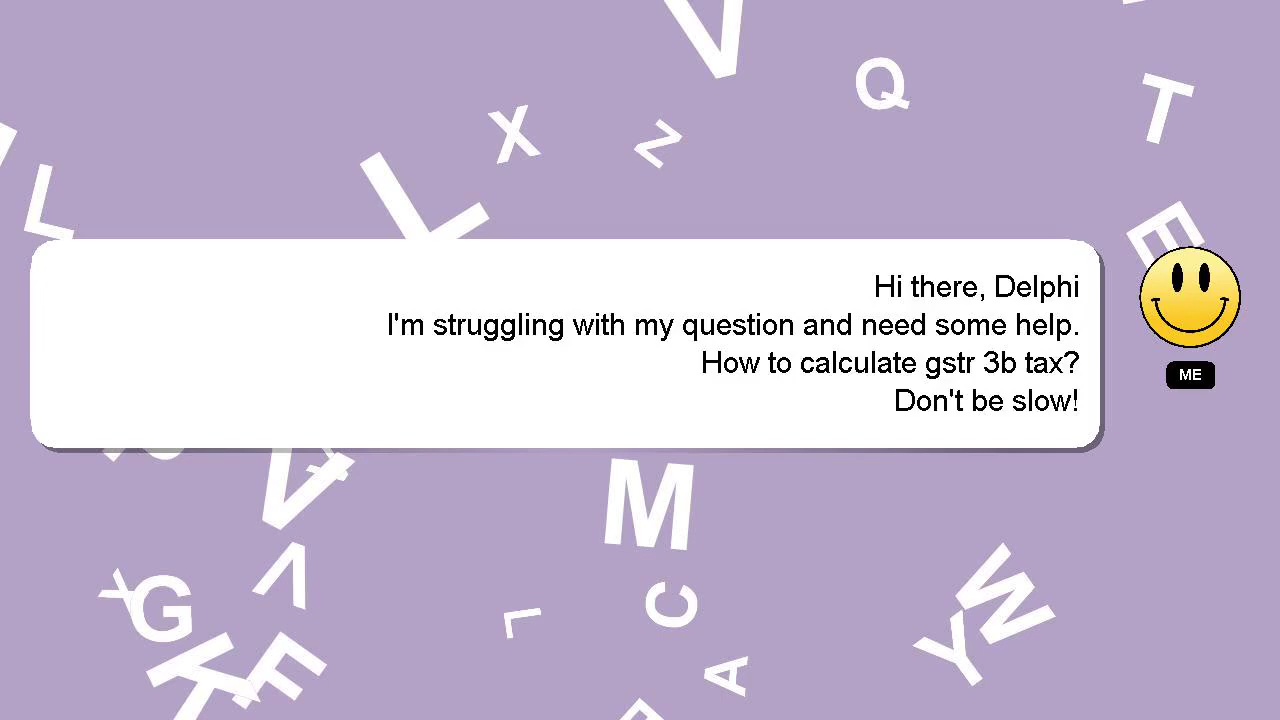 Hi there, Delphi
I'm struggling with my question and need some help.
How to calculate gstr 3b tax?
Don't be slow!
ME
V
Q
T
X
Z
L
L
E
V
M
V
X
G
C
W
L
Y
K
F
A